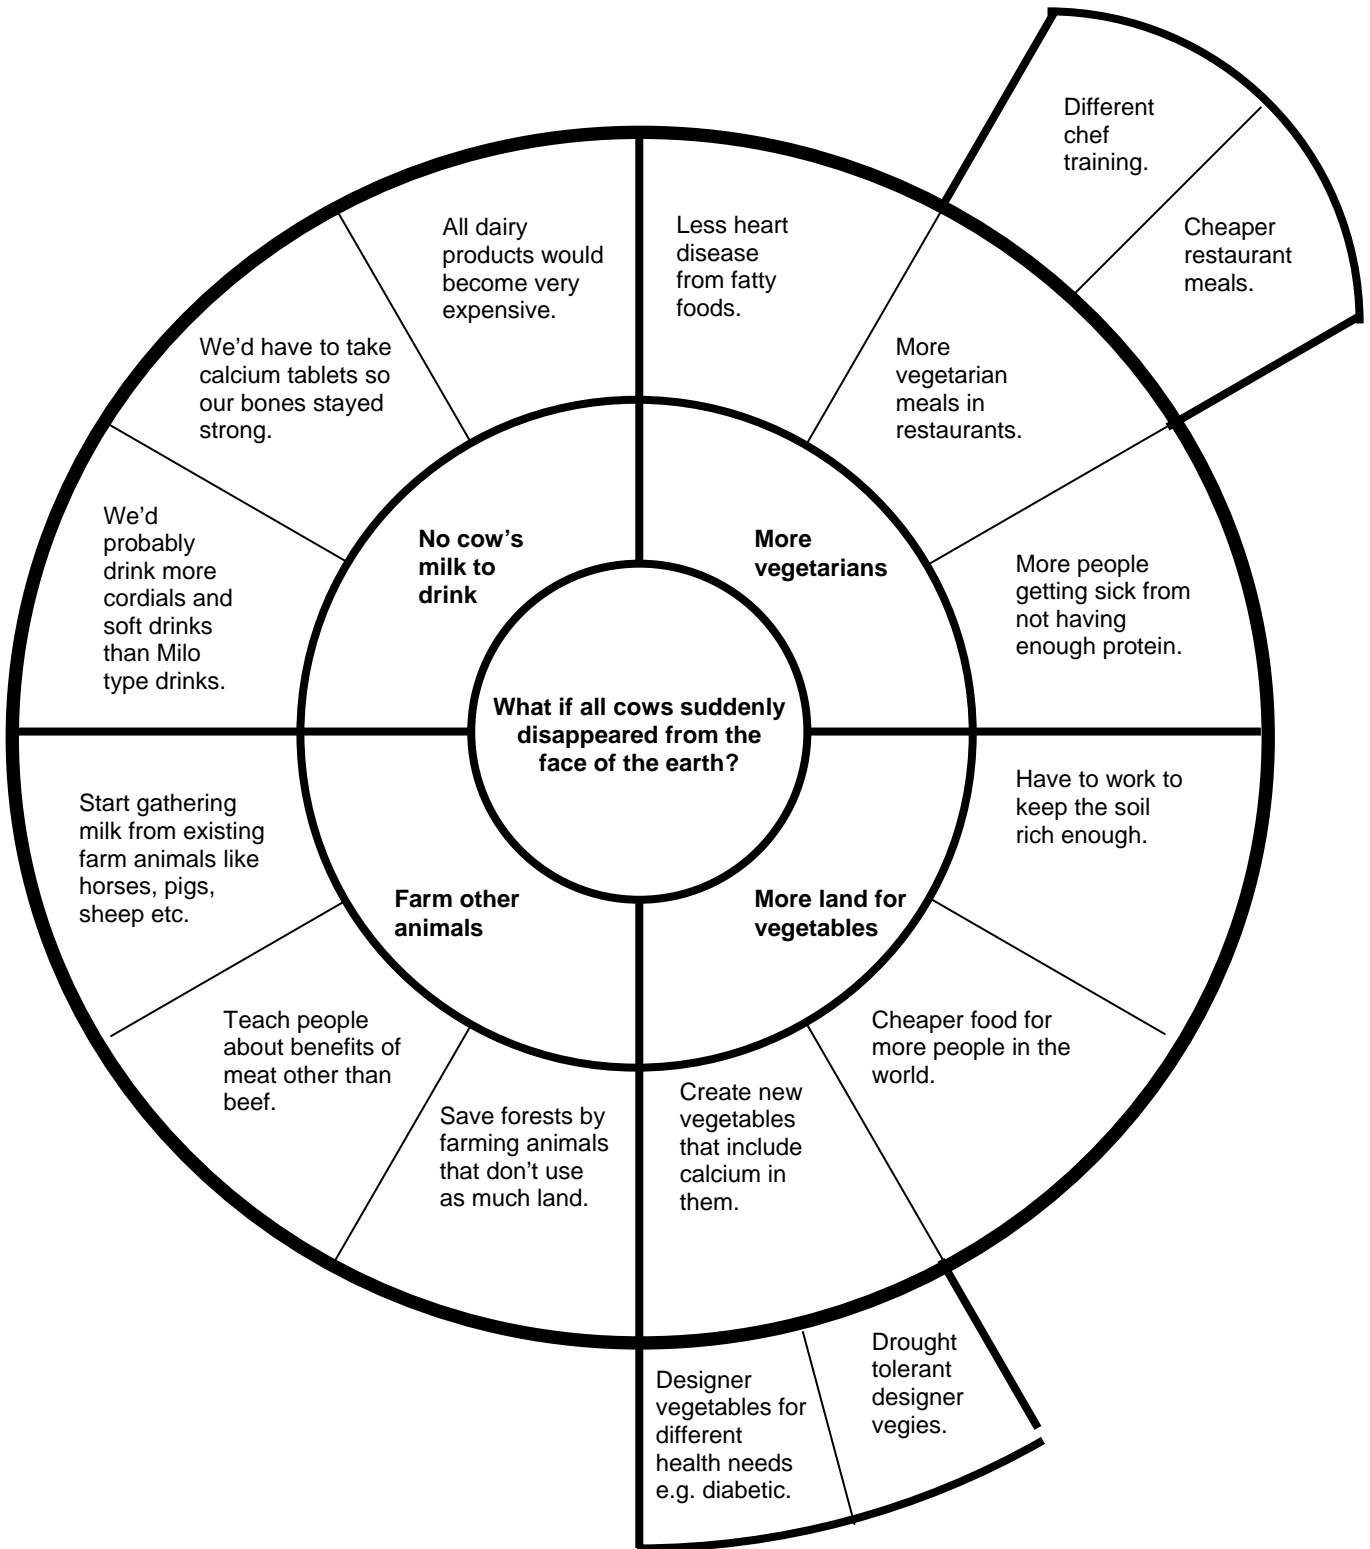 Different
chef
training.
Cheaper
restaurant
meals.
All dairy
products would
become very
expensive.
Less heart
disease
from fatty
foods.
We’d have to take
calcium tablets so
our bones stayed
strong.
More
vegetarian
meals in
restaurants.
We’d
probably
drink more
cordials and
soft drinks
than Milo
type drinks.
No cow’s
milk to
drink
More
vegetarians
More people
getting sick from
not having
enough protein.
What if all cows suddenly
disappeared from the
face of the earth?
Start gathering
milk from existing
farm animals like
horses, pigs,
sheep etc.
Farm other
animals
More land for
vegetables
Have to work to
keep the soil
rich enough.
Teach people
about benefits of
meat other than
beef.
Save forests by
farming animals
that don’t use
as much land.
Create new
vegetables
that include
calcium in
them.
Cheaper food for
more people in the
world.
Designer
vegetables for
different
health needs
e.g. diabetic.
Drought
tolerant
designer
vegies.